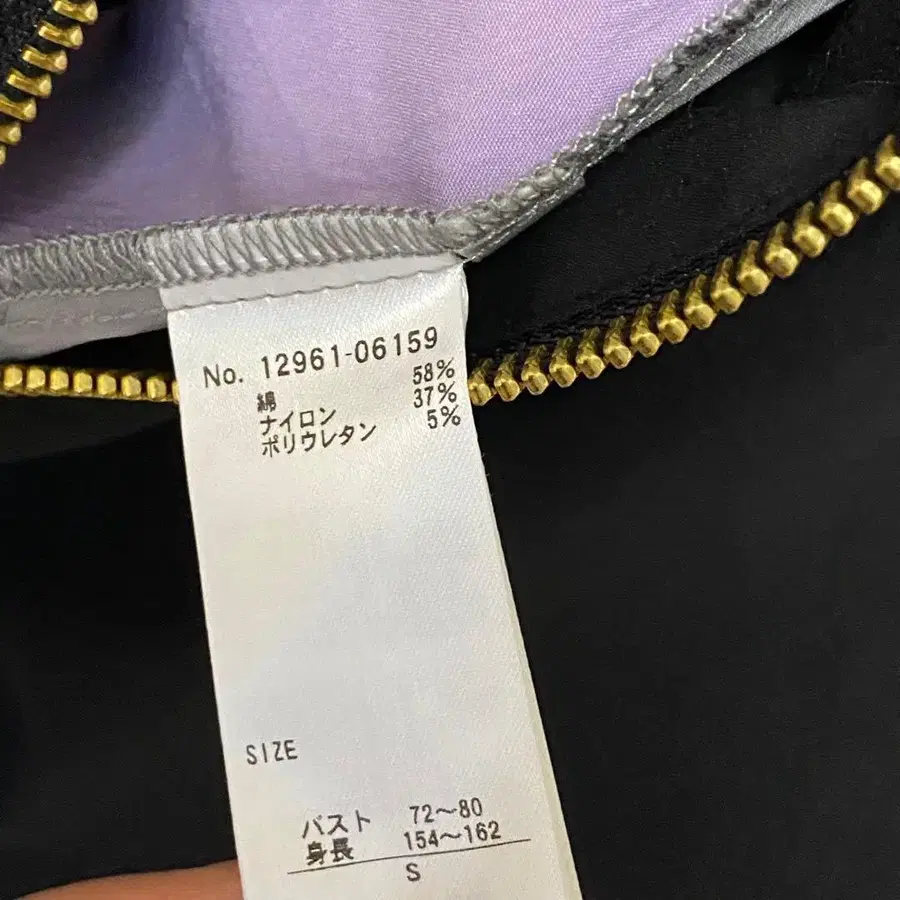 No. 12961-06159
綿 58%
ナイロン 37%
ポリウレタン 5%
SIZE
バスト 72～80
身長 154～162
S